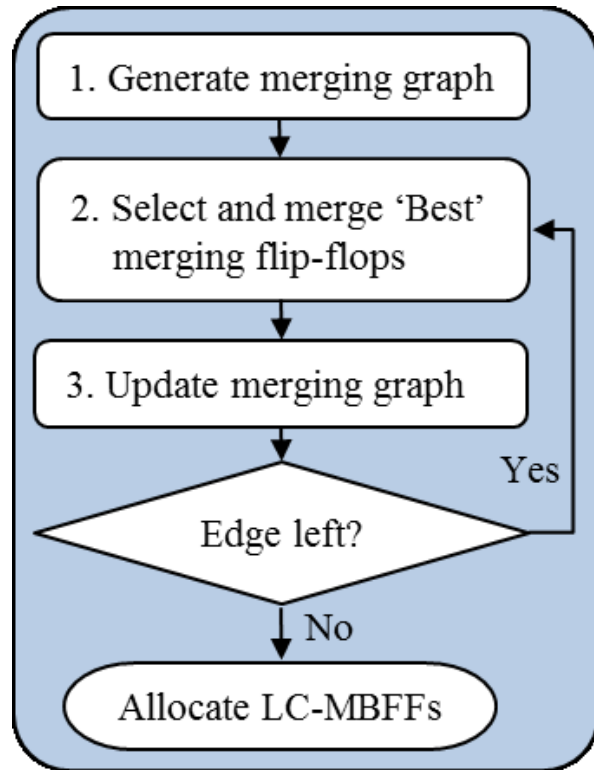 1. Generate merging graph
2. Select and merge ‘Best’
merging flip-flops
3. Update merging graph
Yes
Edge left?
No
Allocate LC-MBFFs